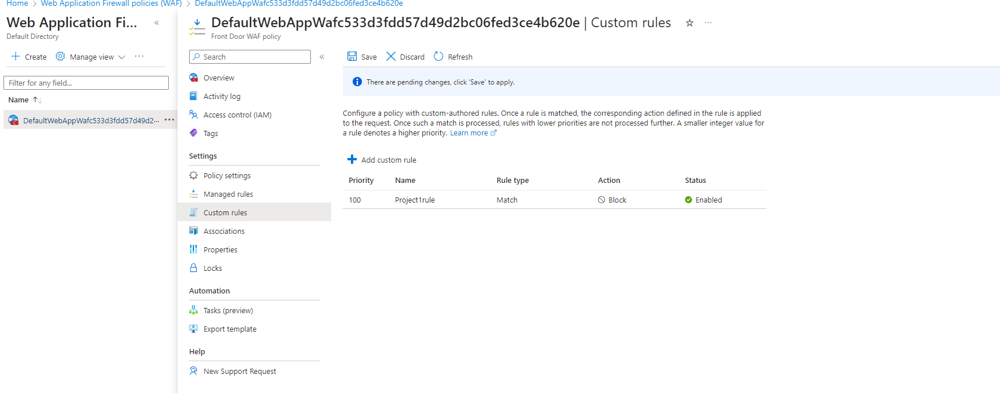 Home > Web Application Firewall policies (WAF) > DefaultWebAppWafc533d3fdd57d49d2bc06fed3ce4b620e
Web Application Fi...
Default Directory
Create Manage view
Filter for any field...
Name
DefaultWebAppWafc533d3fdd57d49d2...
DefaultWebAppWafc533d3fdd57d49d2bc06fed3ce4b620e | Custom rules
Front Door WAF policy
Search
Overview
Activity log
Access control (IAM)
Tags
Settings
Policy settings
Managed rules
Custom rules
Associations
Properties
Locks
Automation
Tasks (preview)
Export template
Help
New Support Request
Save Discard Refresh
There are pending changes, click 'Save' to apply.
Configure a policy with custom-authored rules. Once a rule is matched, the corresponding action defined in the rule is applied
to the request. Once such a match is processed, rules with lower priorities are not processed further. A smaller integer value for
a rule denotes a higher priority. Learn more
Add custom rule
Priority Name Rule type Action Status
100 Project1rule Match Block Enabled